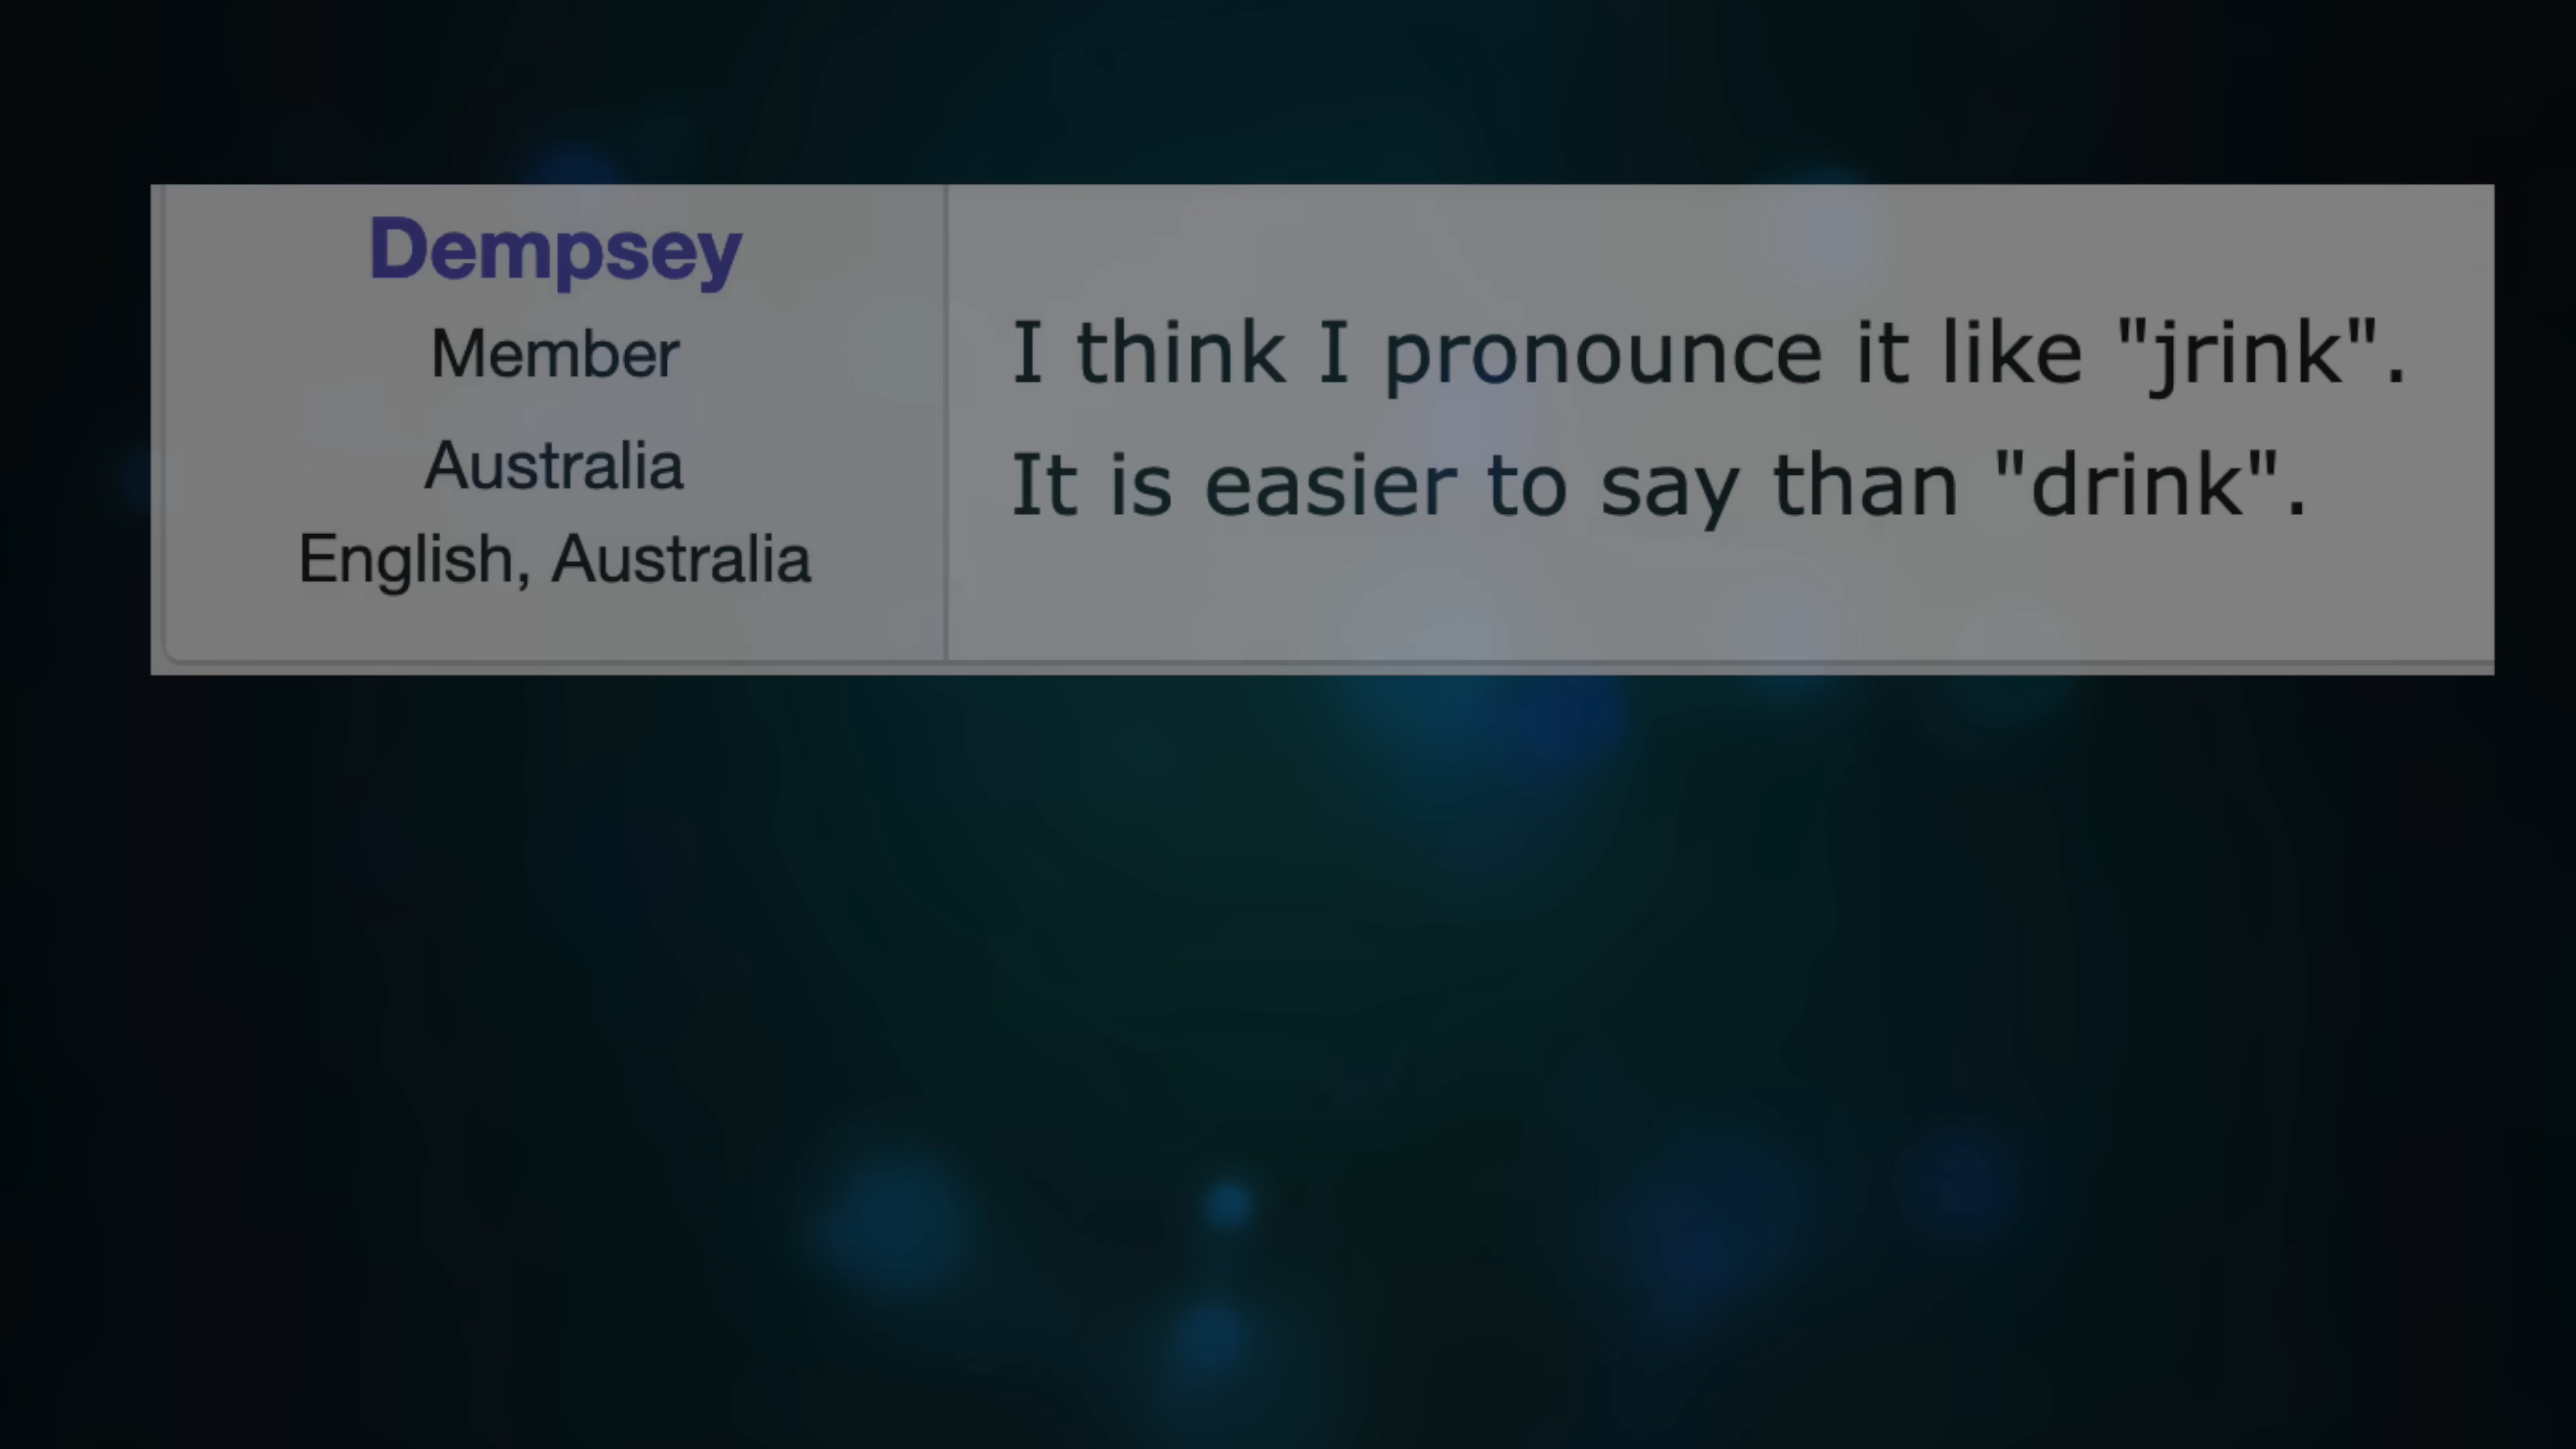 Dempsey
Member
Australia
English, Australia
I think I pronounce it like "jrink".
It is easier to say than "drink".